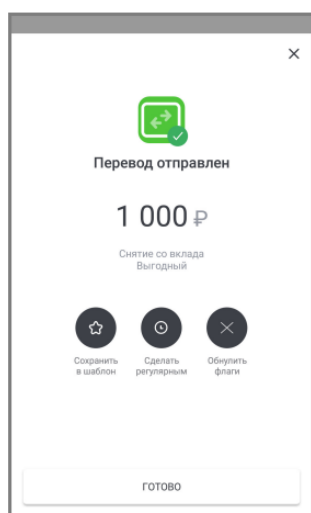 Перевод отправлен
1 000 ₽
Снятие со вклада
Выгодный
Сохранить
в шаблон
Сделать
регулярным
Обнулить
флаги
ГОТОВО